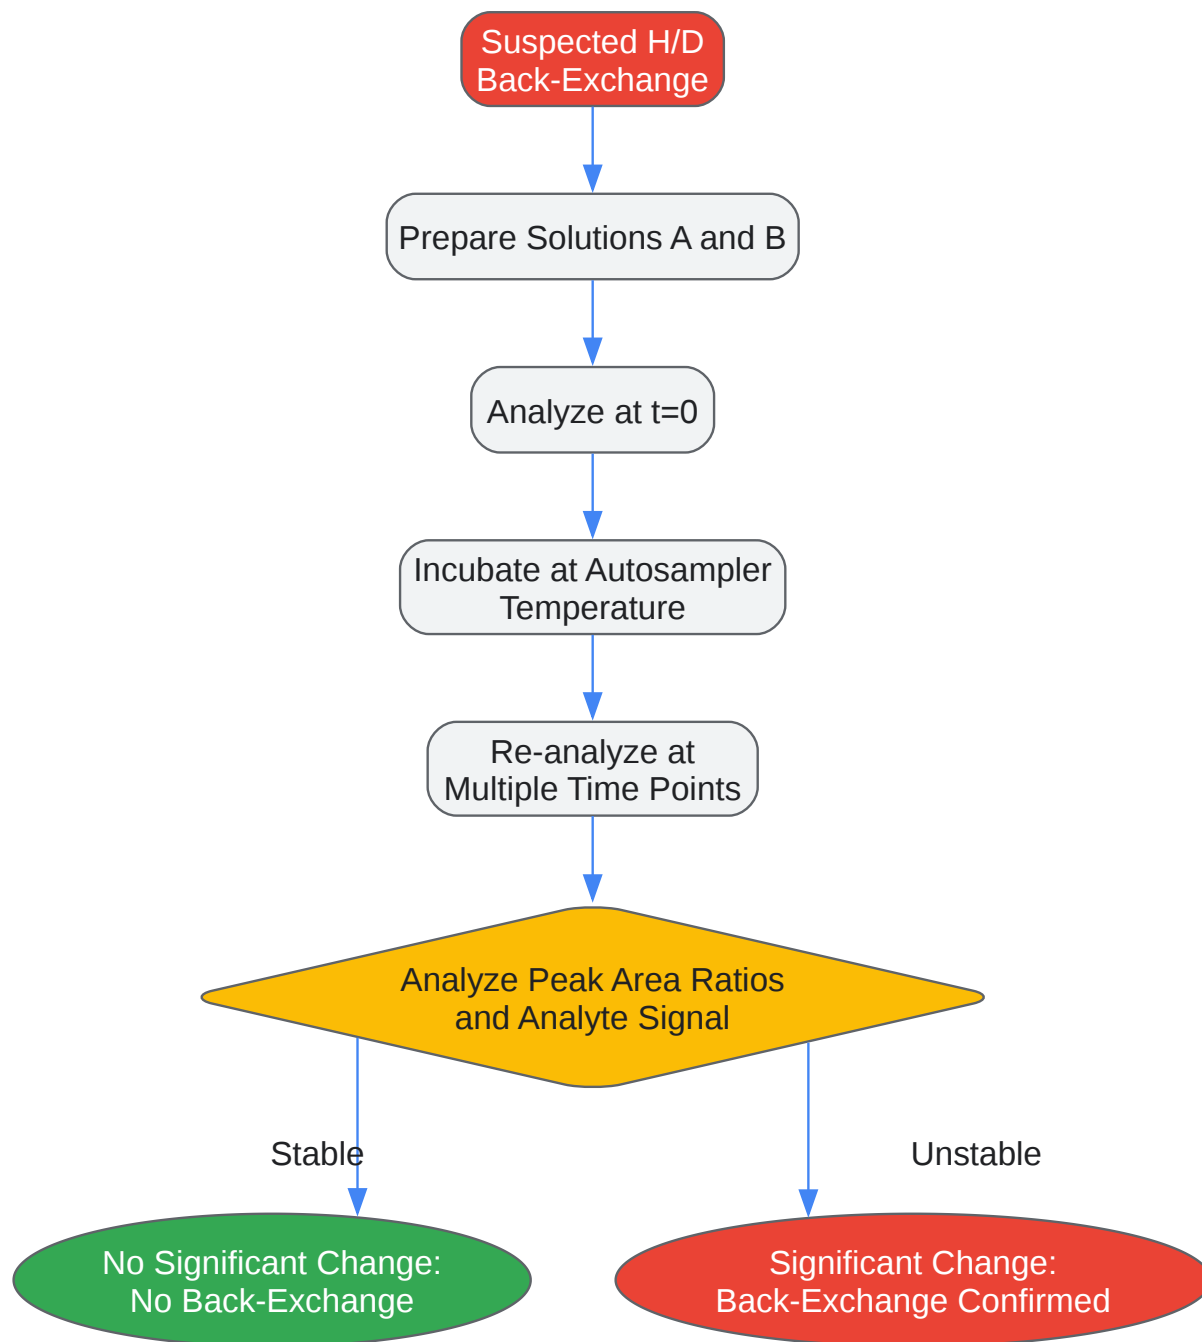 Suspected H/D
Back-Exchange
Prepare Solutions A and B
Analyze at t=0
Incubate at Autosampler
Temperature
Re-analyze at
Multiple Time Points
Analyze Peak Area Ratios
and Analyte Signal
Stable
Unstable
No Significant Change:
No Back-Exchange
Significant Change:
Back-Exchange Confirmed